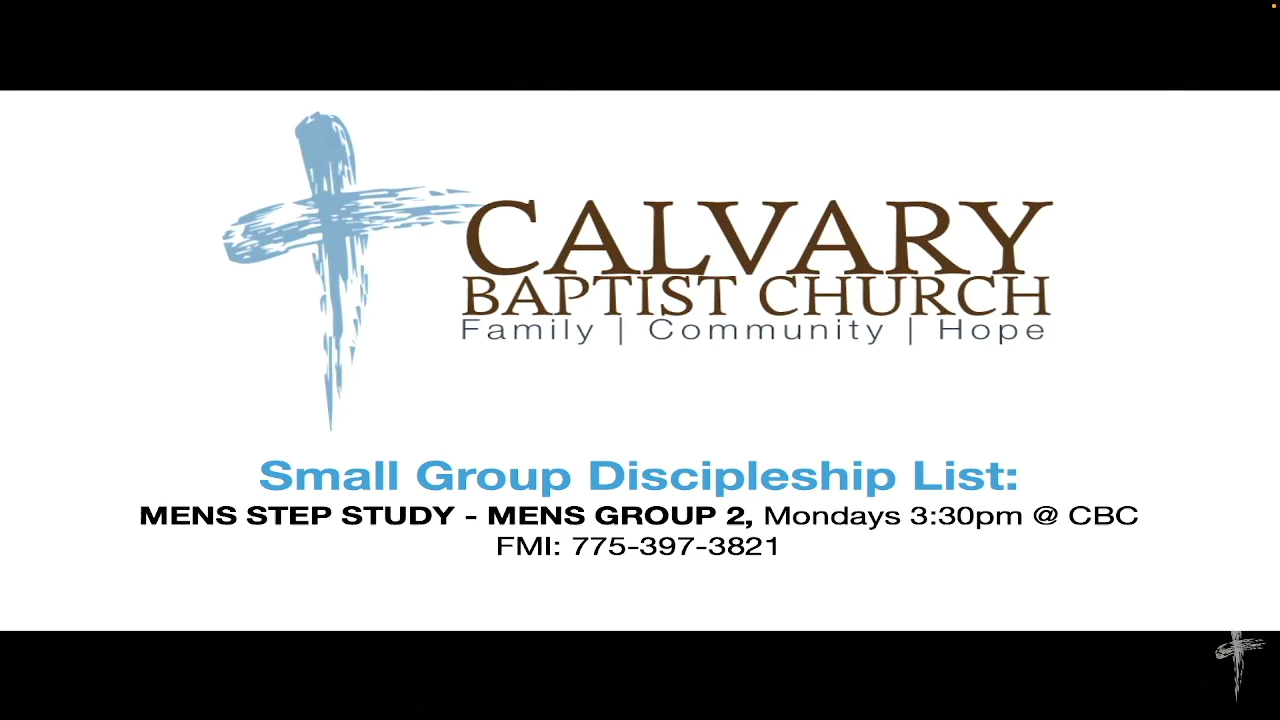 CALVARY
BAPTIST CHURCH
Family | Community | Hope
Small Group Discipleship List:
MENS STEP STUDY - MENS GROUP 2, Mondays 3:30pm @ CBC
FMI: 775-397-3821